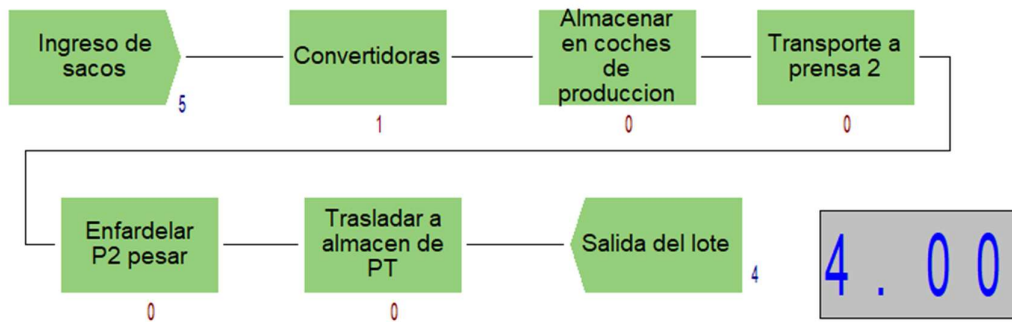 Ingreso de
sacos
5
Convertidoras
1
Almacenar
en coches
de
produccion
0
Transporte a
prensa 2
0
Enfardelar
P2 pesar
0
Trasladar a
almacen de
PT
0
Salida del lote
4
4.00